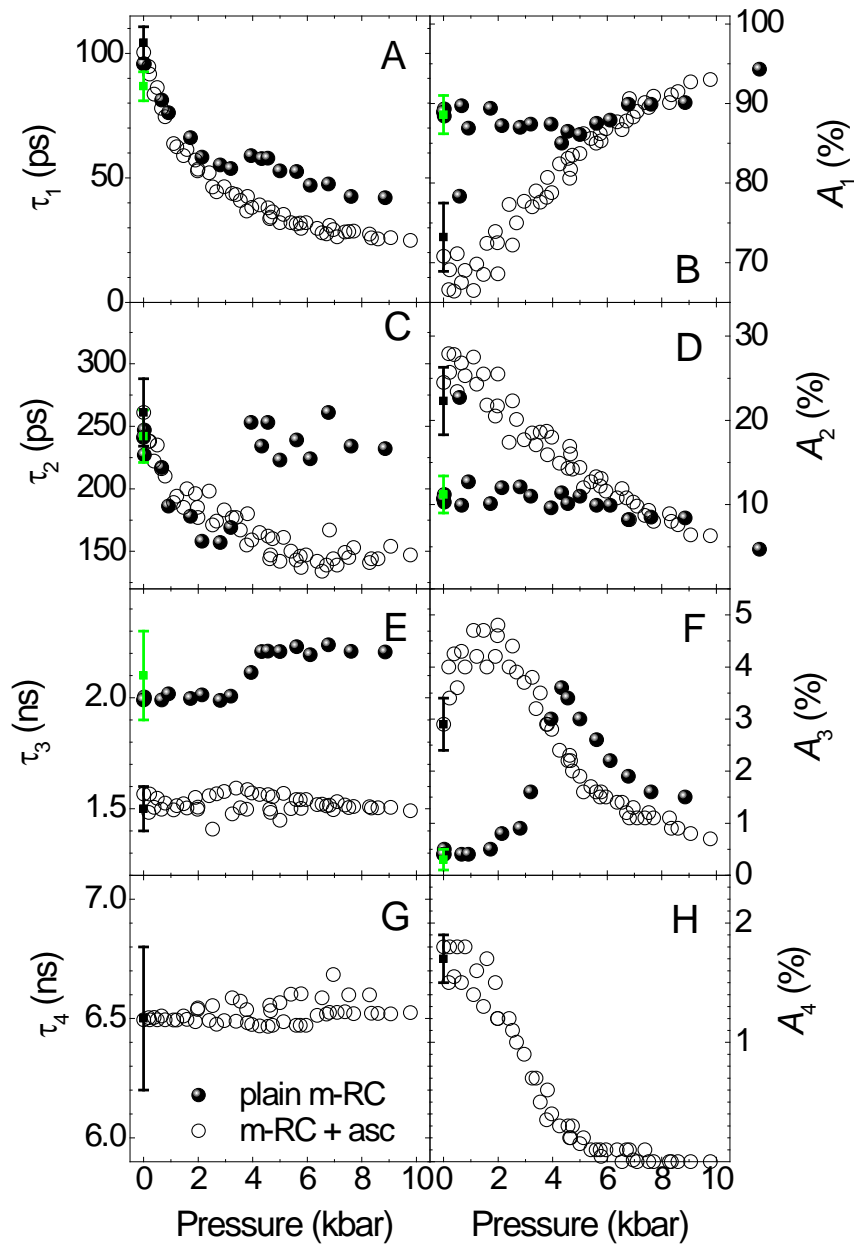 100
50
0
τ1 (ps)
A
100
90
80
70
A1 (%)
B
300
250
200
150
τ2 (ps)
C
30
20
10
A2 (%)
D
2.0
1.5
τ3 (ns)
E
5
4
3
2
1
0
A3 (%)
F
7.0
6.5
6.0
τ4 (ns)
G
plain m-RC
m-RC + asc
2
1
A4 (%)
H
0 2 4 6 8 10
0 2 4 6 8 10
Pressure (kbar)
Pressure (kbar)